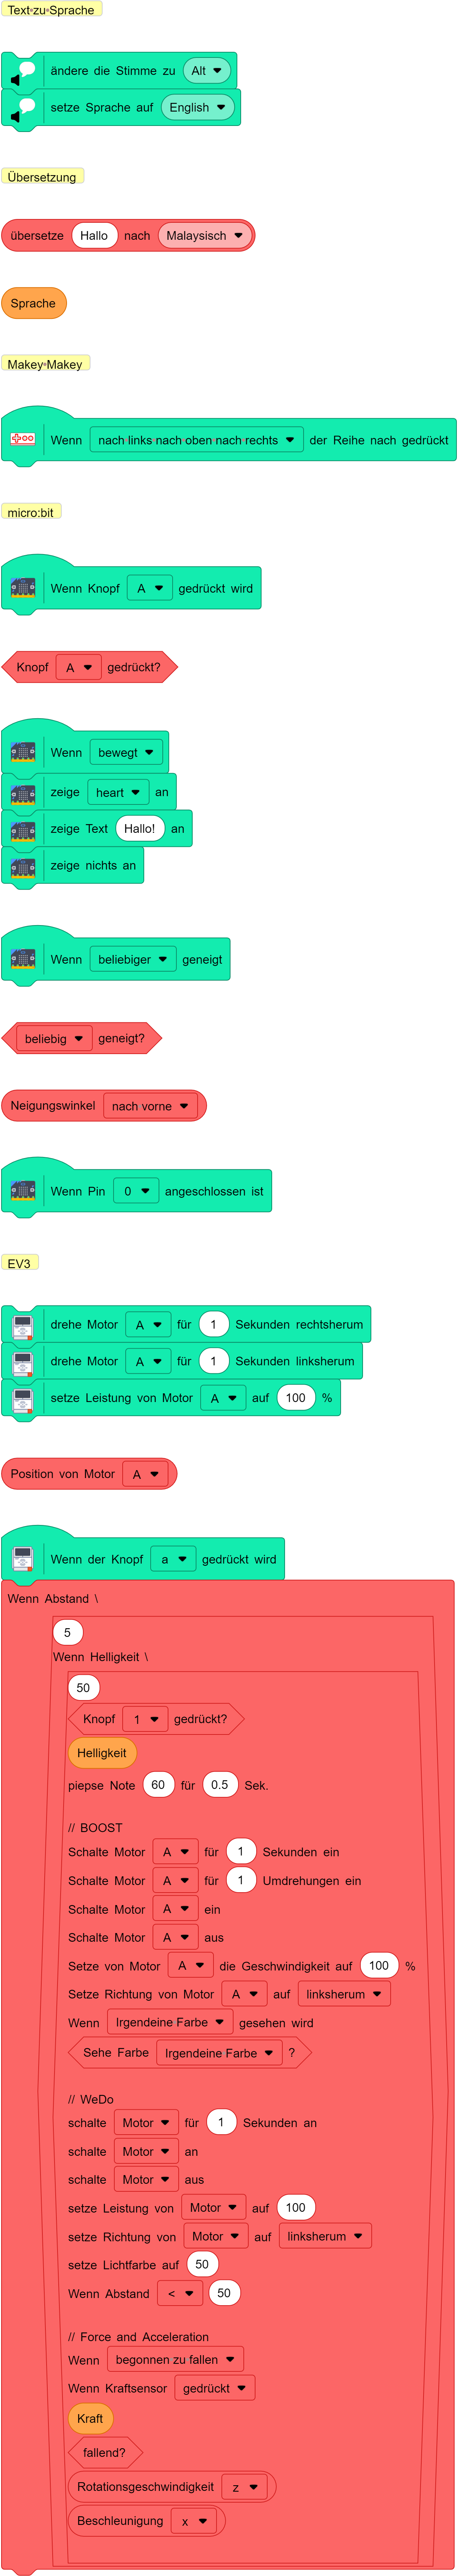 Text zu Sprache
ändere die Stimme zu Alt
setze Sprache auf English
Übersetzung
übersetze Hallo nach Malaysisch
Sprache
Makey Makey
Wenn nach links nach oben nach rechts der Reihe nach gedrückt
micro:bit
Wenn Knopf A gedrückt wird
Knopf A gedrückt?
Wenn bewegt
zeige heart an
zeige Text Hallo! an
zeige nichts an
Wenn beliebiger geneigt
beliebig geneigt?
Neigungswinkel nach vorne
Wenn Pin 0 angeschlossen ist
EV3
drehe Motor A für 1 Sekunden rechtsherum
drehe Motor A für 1 Sekunden linksherum
setze Leistung von Motor A auf 100 %
Position von Motor A
Wenn der Knopf a gedrückt wird
Wenn Abstand \
5
Wenn Helligkeit \
50
Knopf 1 gedrückt?
Helligkeit
piepse Note 60 für 0.5 Sek.
// BOOST
Schalte Motor A für 1 Sekunden ein
Schalte Motor A für 1 Umdrehungen ein
Schalte Motor A ein
Schalte Motor A aus
Setze von Motor A die Geschwindigkeit auf 100 %
Setze Richtung von Motor A auf linksherum
Wenn Irgendeine Farbe gesehen wird
Sehe Farbe Irgendeine Farbe ?
// WeDo
schalte Motor für 1 Sekunden an
schalte Motor an
schalte Motor aus
setze Leistung von Motor auf 100
setze Richtung von Motor auf linksherum
setze Lichtfarbe auf 50
Wenn Abstand < 50
// Force and Acceleration
Wenn begonnen zu fallen
Wenn Kraftsensor gedrückt
Kraft
fallend?
Rotationsgeschwindigkeit z
Beschleunigung x